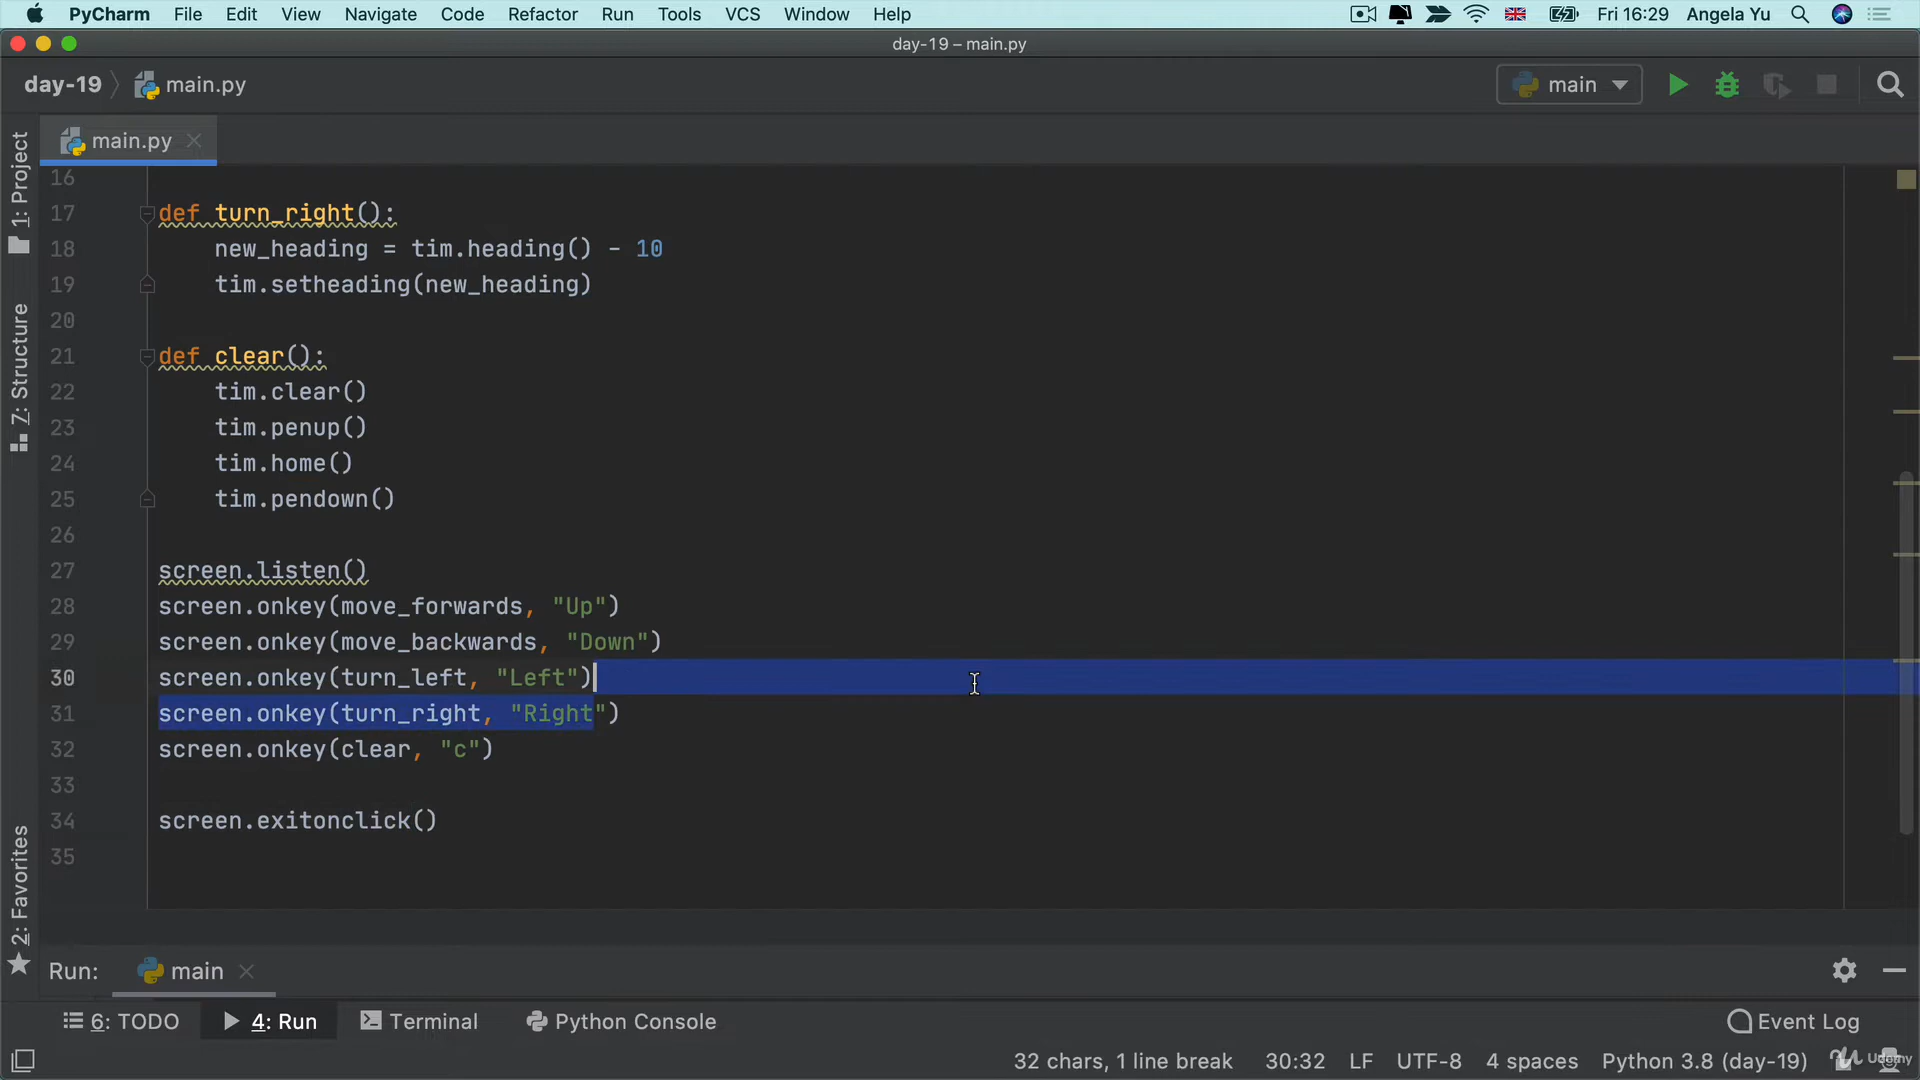 PyCharm File Edit View Navigate Code Refactor Run Tools VCS Window Help Fri 16:29 Angela Yu
day-19 – main.py
day-19 main.py main
main.py
1: Project
7: Structure
2: Favorites
16
17 def turn_right():
18 new_heading = tim.heading() - 10
19 tim.setheading(new_heading)
20
21 def clear():
22 tim.clear()
23 tim.penup()
24 tim.home()
25 tim.pendown()
26
27 screen.listen()
28 screen.onkey(move_forwards, "Up")
29 screen.onkey(move_backwards, "Down")
30 screen.onkey(turn_left, "Left")
31 screen.onkey(turn_right, "Right")
32 screen.onkey(clear, "c")
33
34 screen.exitonclick()
35
Run: main
6: TODO 4: Run Terminal Python Console Event Log
32 chars, 1 line break 30:32 LF UTF-8 4 spaces Python 3.8 (day-19) Udemy